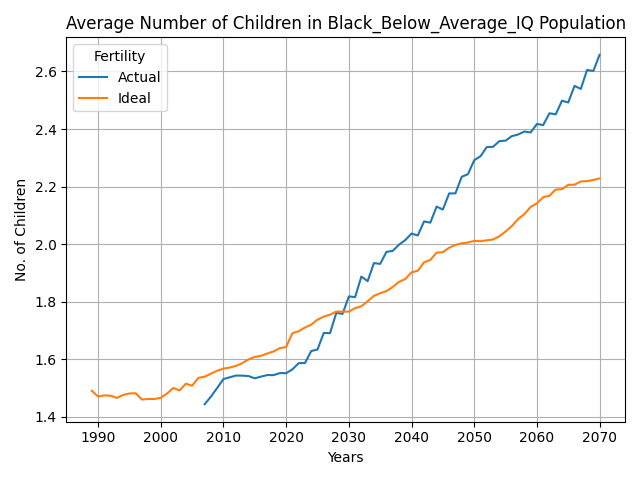 Average Number of Children in Black_Below_Average_IQ Population
Fertility
Actual
Ideal
No. of Children
2.6
2.4
2.2
2.0
1.8
1.6
1.4
1990 2000 2010 2020 2030 2040 2050 2060 2070
Years